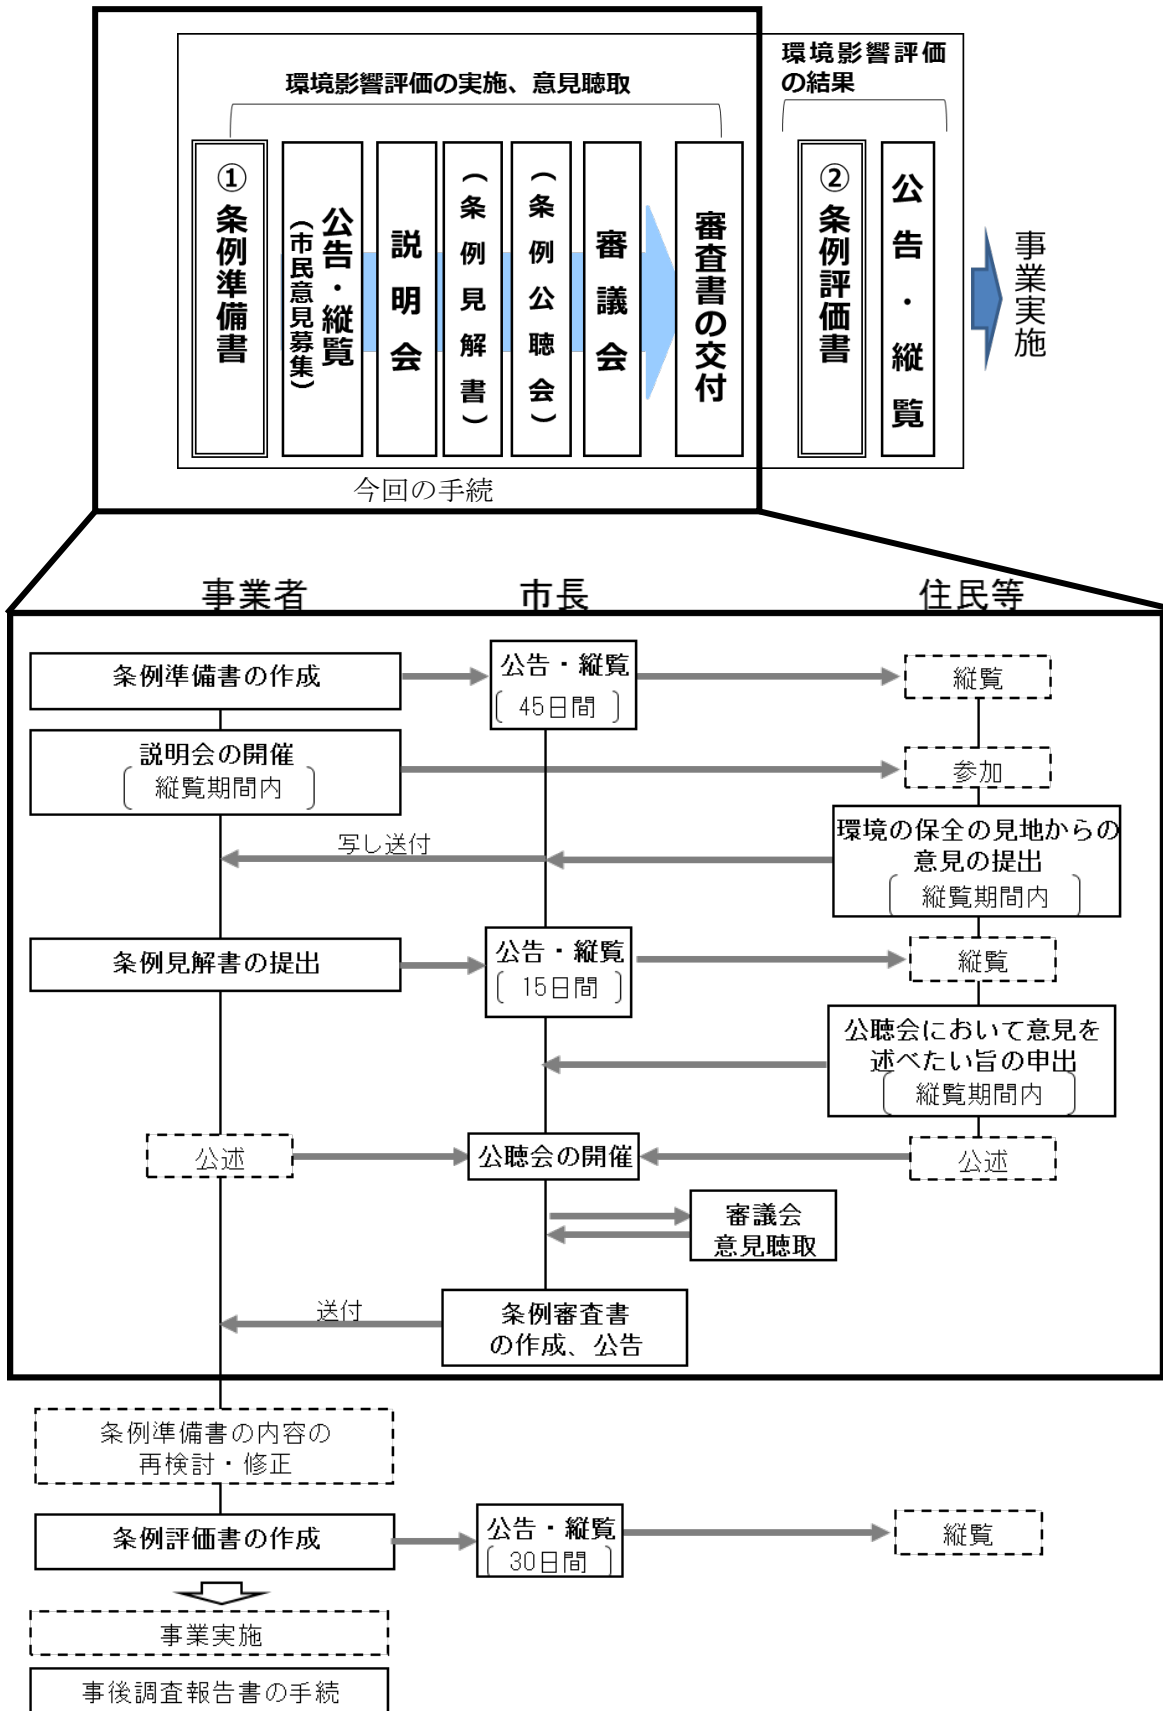 環境影響評価の実施、意見聴取
環境影響評価
の結果
①条例準備書
公告・縦覧
(市民意見募集)
説明会
(条例見解書)
(条例公聴会)
審議会
審査書の交付
②条例評価書
公告・縦覧
事業実施
今回の手続
事業者
市長
住民等
条例準備書の作成
公告・縦覧
〔45日間〕
縦覧
説明会の開催
〔縦覧期間内〕
参加
環境の保全の見地からの
意見の提出
〔縦覧期間内〕
写し送付
条例見解書の提出
公告・縦覧
〔15日間〕
縦覧
公聴会において意見を
述べたい旨の申出
〔縦覧期間内〕
公述
公聴会の開催
公述
審議会
意見聴取
条例審査書
の作成、公告
送付
条例準備書の内容の
再検討・修正
条例評価書の作成
公告・縦覧
〔30日間〕
縦覧
事業実施
事後調査報告書の手続